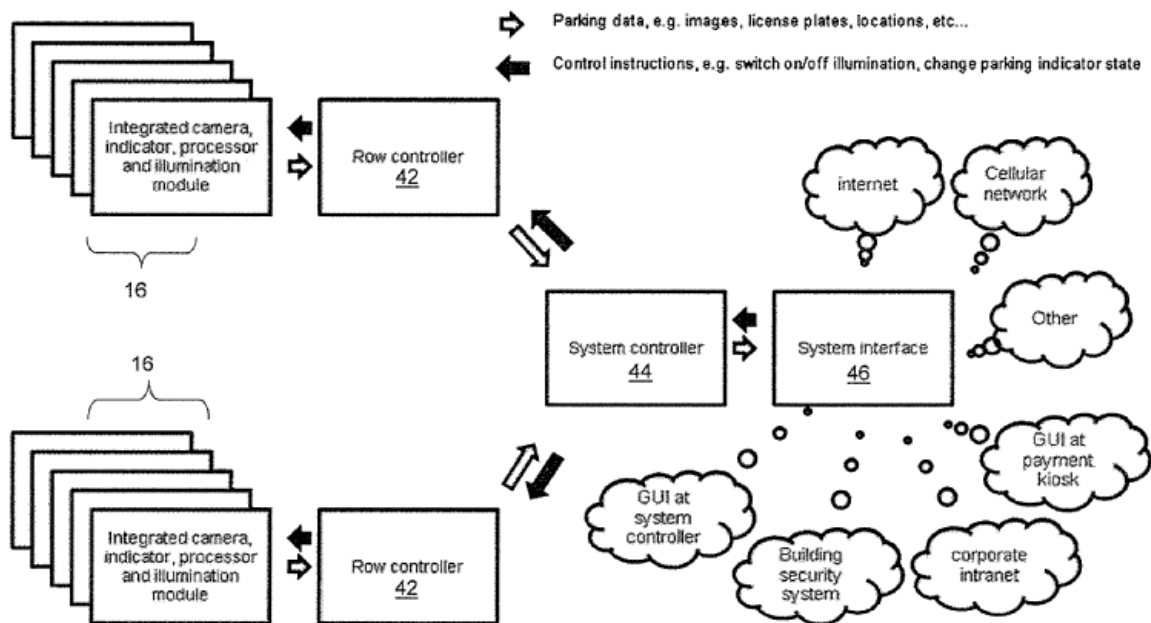 Parking data, e.g. images, license plates, locations, etc...
Control instructions, e.g. switch on/off illumination, change parking indicator state
Integrated camera,
indicator, processor
and illumination
module
Row controller
42
16
internet
Cellular
network
Other
System controller
44
System interface
46
16
GUI at
payment
kiosk
GUI at
system
controller
Building
security
system
corporate
intranet
Integrated camera,
indicator, processor
and illumination
module
Row controller
42